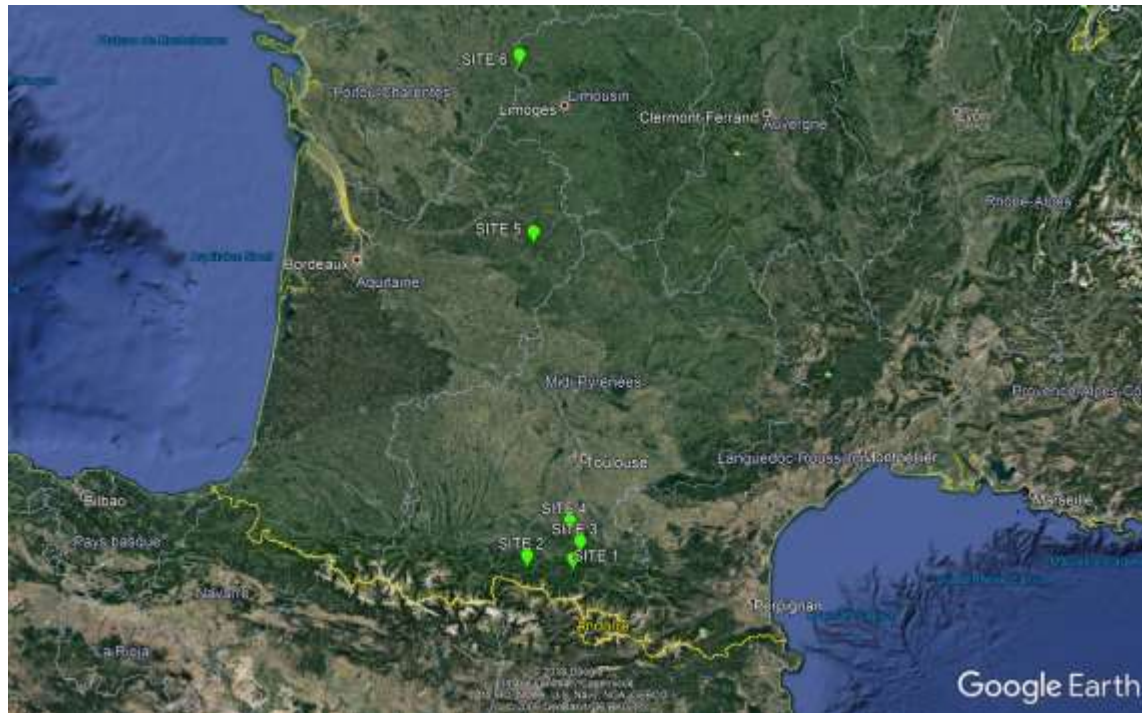 SITE 6
Poitou-Charentes
Limousin
Limoges
Clermont-Ferrand
Auvergne
Lyon
Rhône-Alpes
SITE 5
Bordeaux
Aquitaine
Midi-Pyrénées
Provence-Alpes-Co
Toulouse
Languedoc-Roussillon
Montpellier
Marseille
SITE 4
SITE 3
SITE 2
SITE 1
Bilbao
Pays basque
Navarre
Perpignan
Andorre
La Rioja
Google Earth